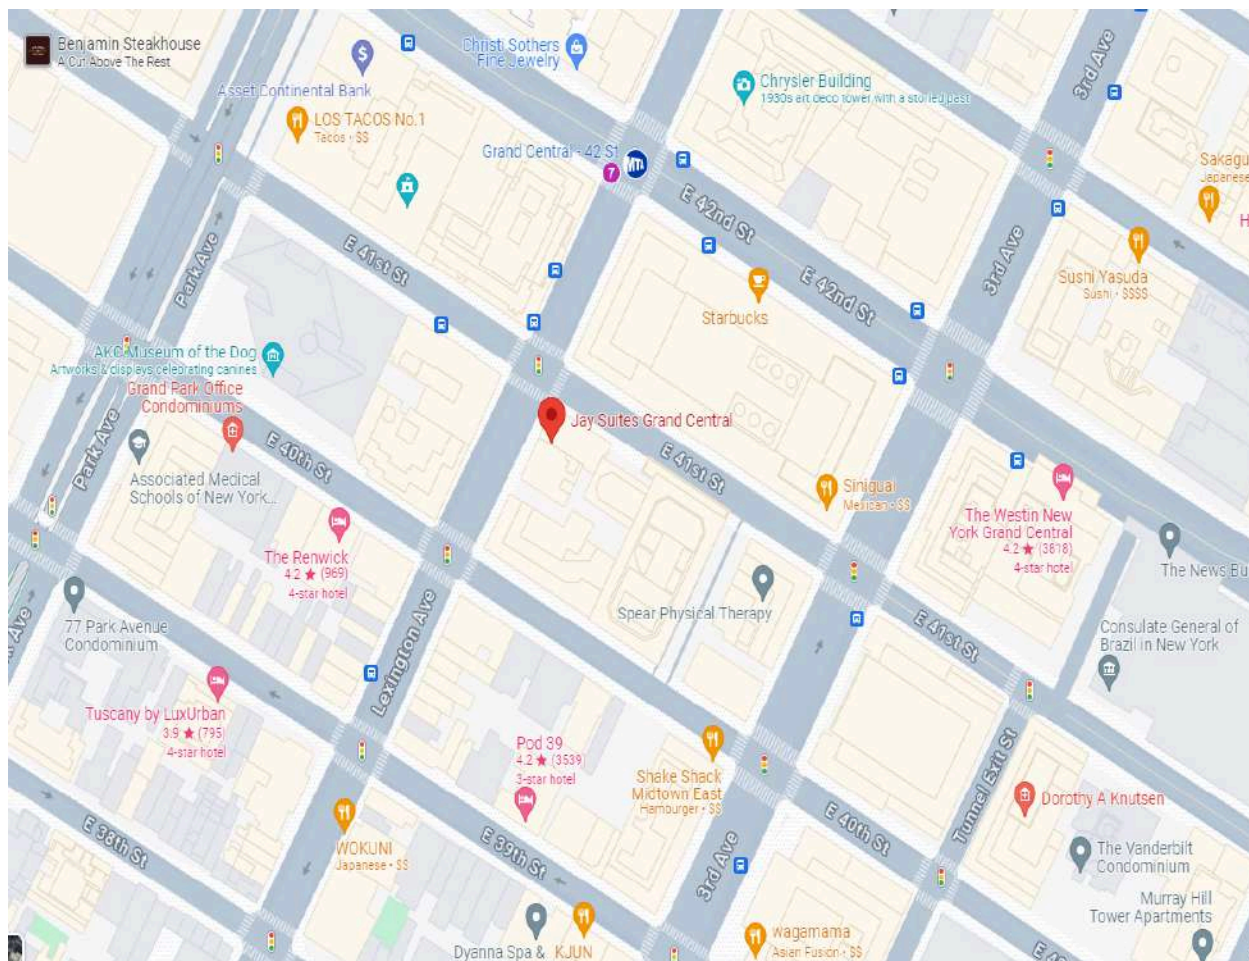 Benjamin Steakhouse
A Cut Above The Rest
Christi Sothers
Fine Jewelry
Asset Continental Bank
LOS TACOS No.1
Tacos • $$
Chrysler Building
1930s art deco tower with a storied past
3rd Ave
Grand Central - 42 St
7
MTA
Sakagu
Japanese
H
E 42nd St
E 41st St
Park Ave
3rd Ave
Sushi Yasuda
Sushi • $$$$
E 42nd St
Starbucks
AKC Museum of the Dog
Artworks & displays celebrating canines
Grand Park Office
Condominiums
Jay Suites Grand Central
Park Ave
E 40th St
E 41st St
Associated Medical
Schools of New York...
Sinigual
Mexican • $$
The Westin New
York Grand Central
4.2 ★ (3818)
4-star hotel
The Renwick
4.2 ★ (969)
4-star hotel
The News Bu
Spear Physical Therapy
77 Park Avenue
Condominium
Lexington Ave
E 41st St
Consulate General of
Brazil in New York
Tuscany by LuxUrban
3.9 ★ (795)
4-star hotel
Pod 39
4.2 ★ (3539)
3-star hotel
Shake Shack
Midtown East
Hamburger • $$
Tunnel Exit St
Dorothy A Knutsen
E 38th St
WOKUNI
Japanese • $$
E 39th St
3rd Ave
E 40th St
The Vanderbilt
Condominium
Murray Hill
Tower Apartments
Dyanna Spa &
KJUN
wagamama
Asian Fusion • $$